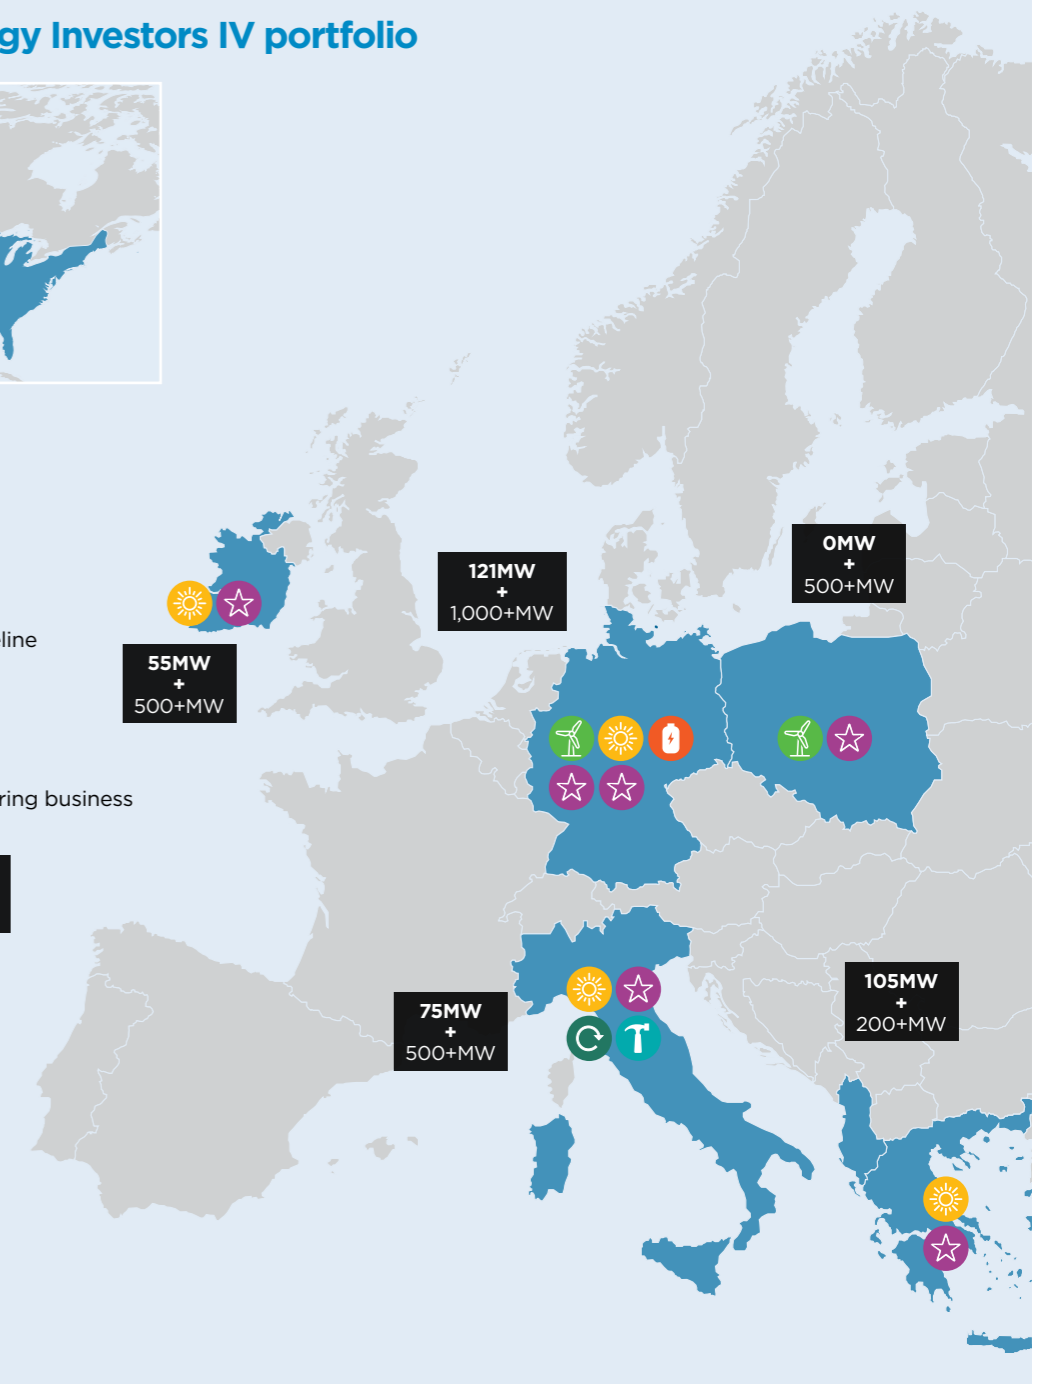 gy Investors IV portfolio
0MW
+
500+MW
121MW
+
1,000+MW
eline
55MW
+
500+MW
ring business
105MW
+
200+MW
75MW
+
500+MW